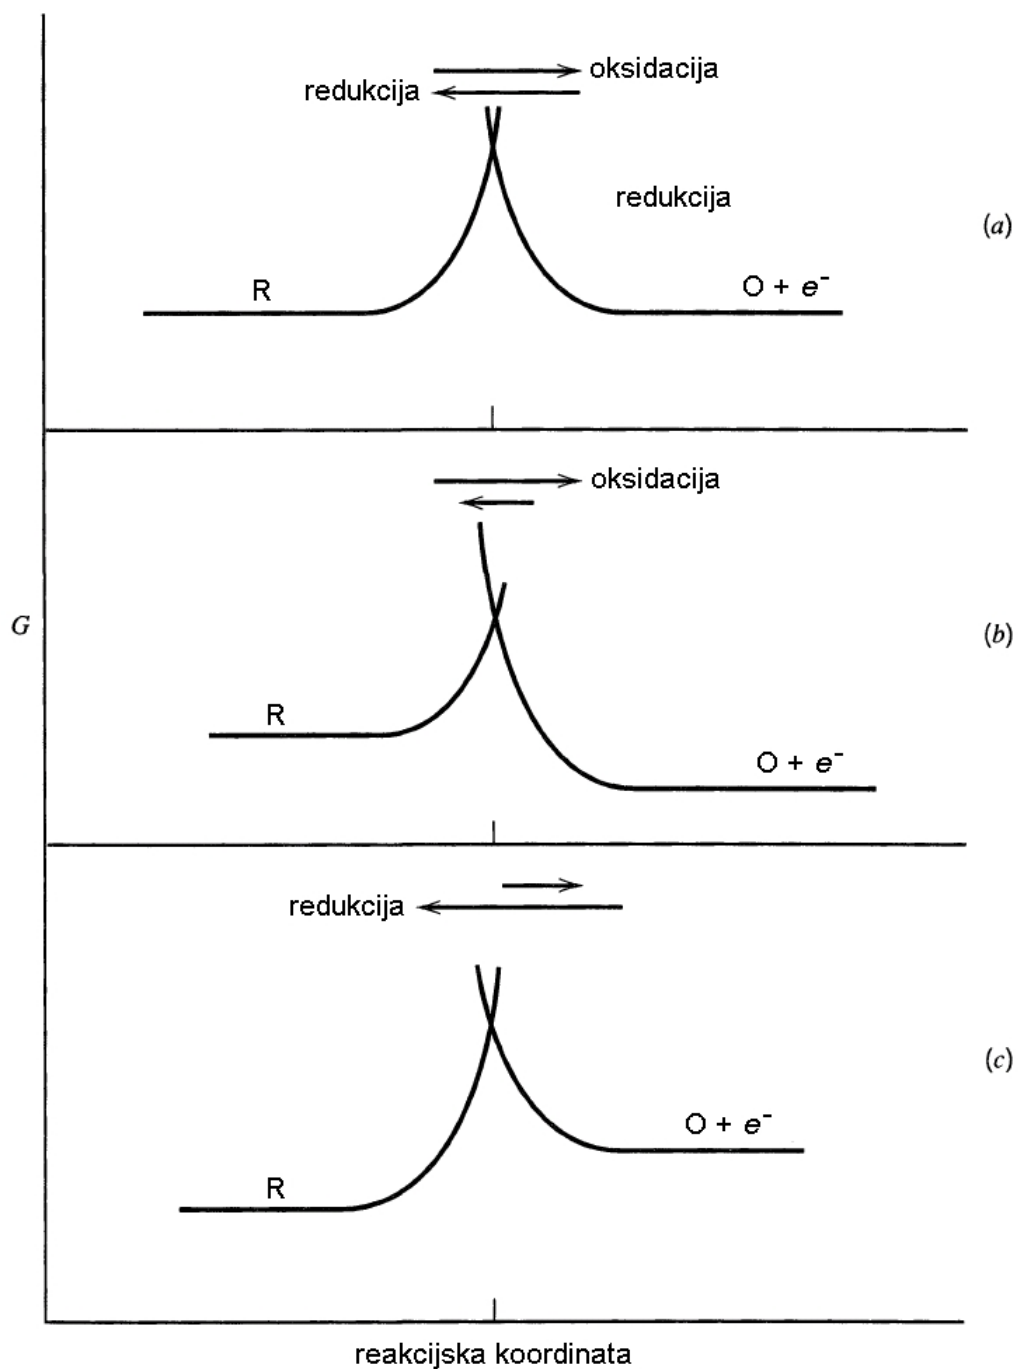 oksidacija
redukcija
redukcija
(a)
R
O + e⁻
oksidacija
G
(b)
R
O + e⁻
redukcija
(c)
O + e⁻
R
reakcijska koordinata